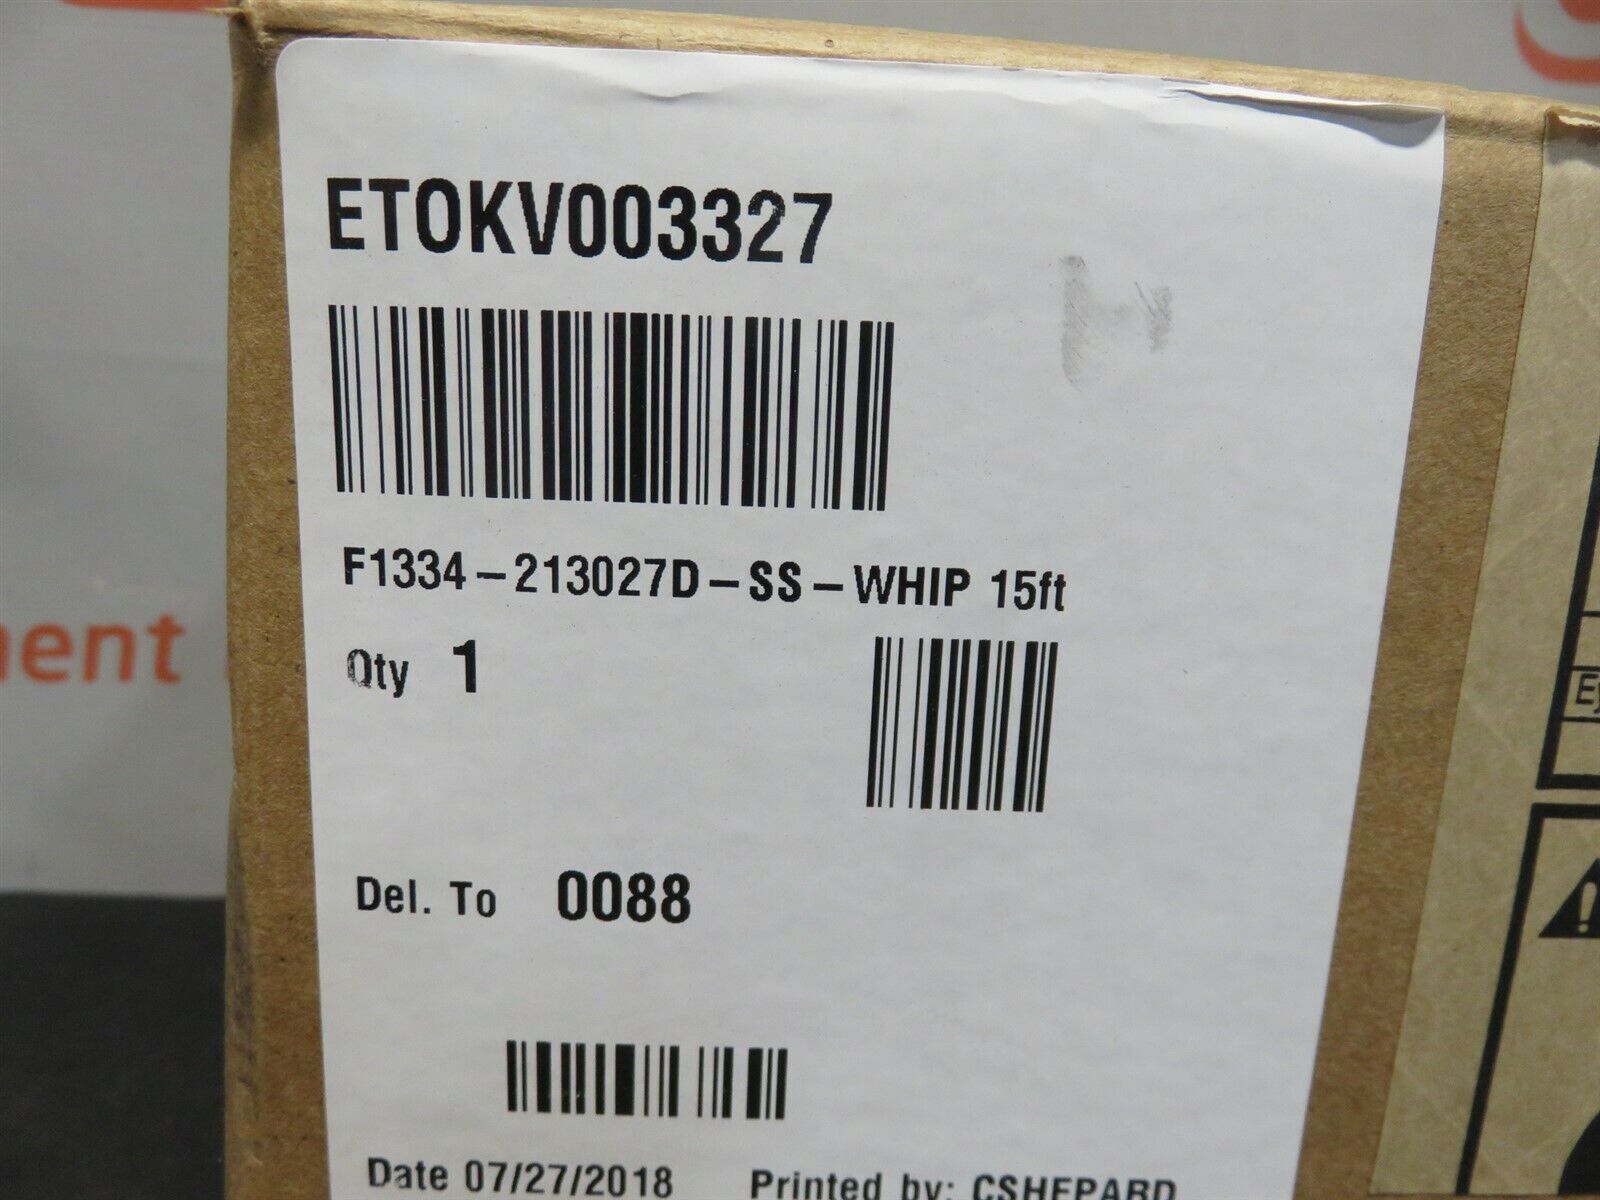 ETOKV003327
F1334-213027D-SS-WHIP 15ft
Qty 1
Del. To 0088
Date 07/27/2018 Printed by: CSHEPARD